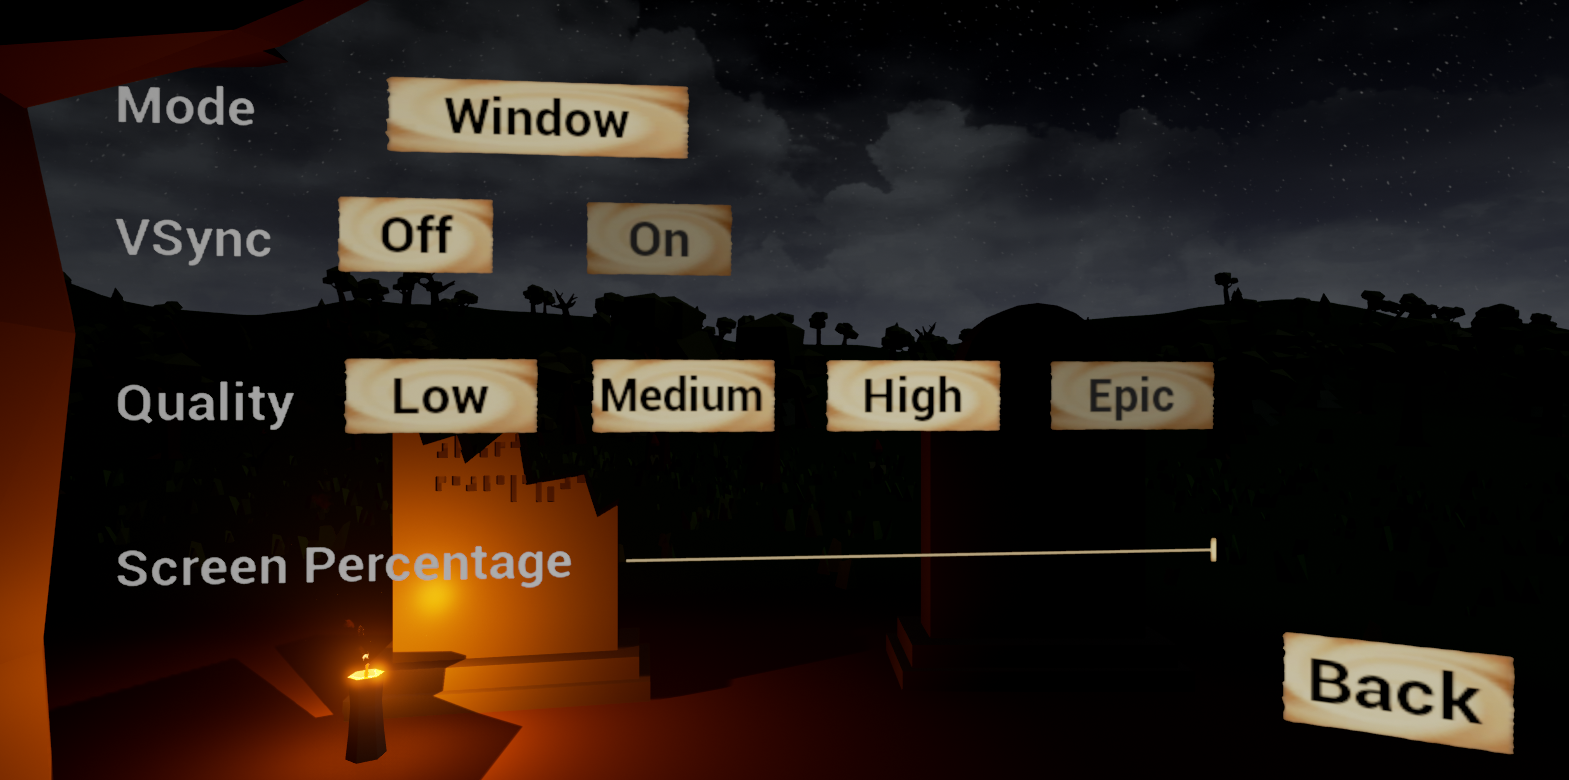 Mode Window
VSync Off On
Quality Low Medium High Epic
Screen Percentage
Back